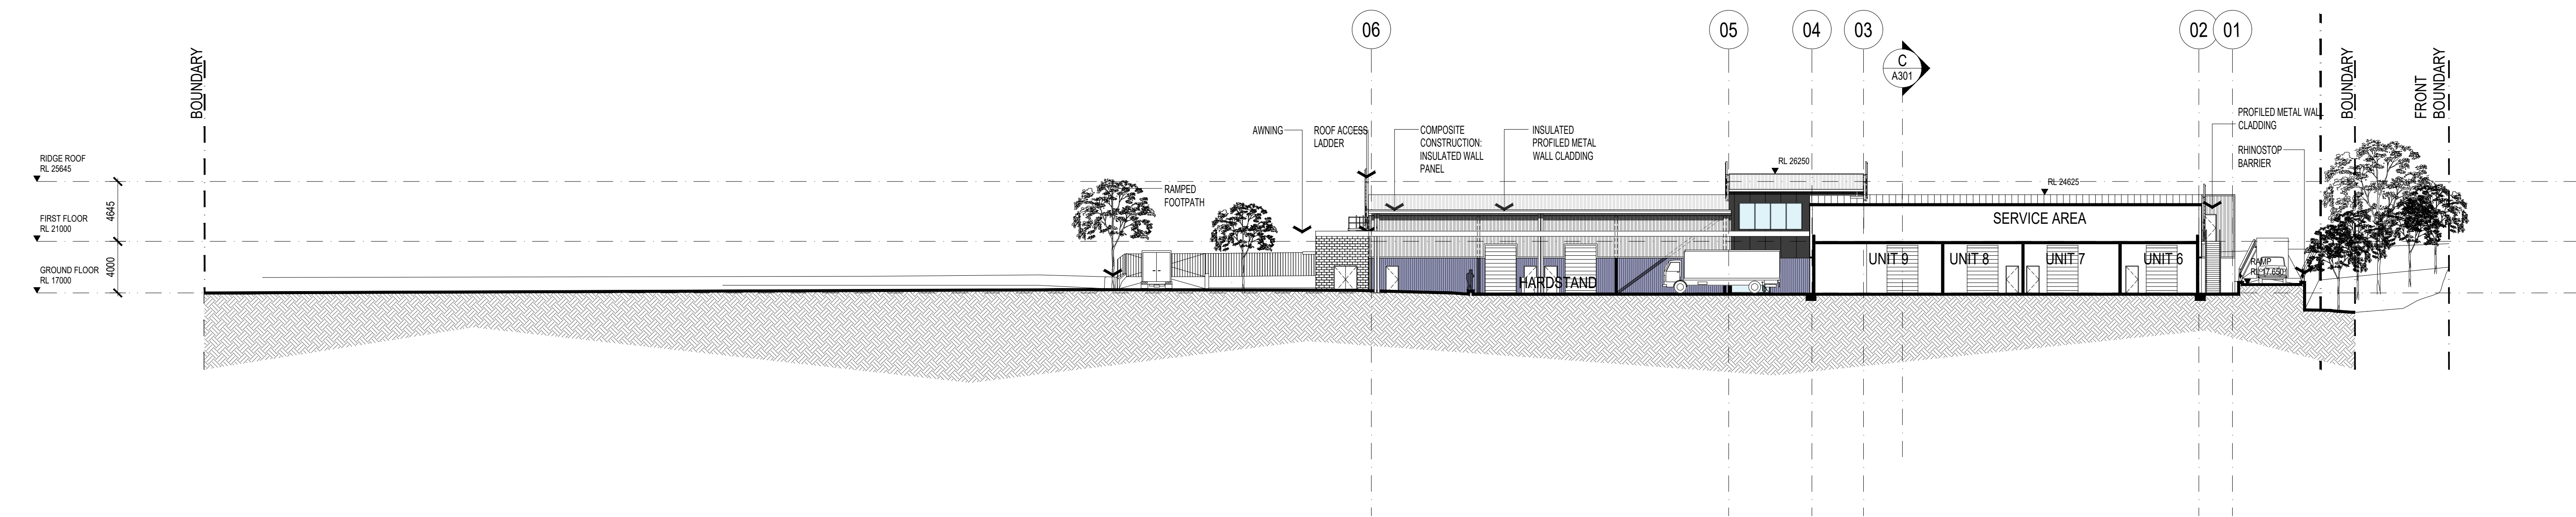 06
05
04
03
02
01
C
A301
BOUNDARY
BOUNDARY
FRONT
BOUNDARY
RIDGE ROOF
RL 25645
4645
FIRST FLOOR
RL 21000
4000
GROUND FLOOR
RL 17000
RAMPED
FOOTPATH
AWNING
ROOF ACCESS
LADDER
COMPOSITE
CONSTRUCTION:
INSULATED WALL
PANEL
INSULATED
PROFILED METAL
WALL CLADDING
RL 26250
RL 24625
PROFILED METAL WALL
CLADDING
RHINOSTOP
BARRIER
SERVICE AREA
HARDSTAND
UNIT 9
UNIT 8
UNIT 7
UNIT 6
RAMP
RL 17.650